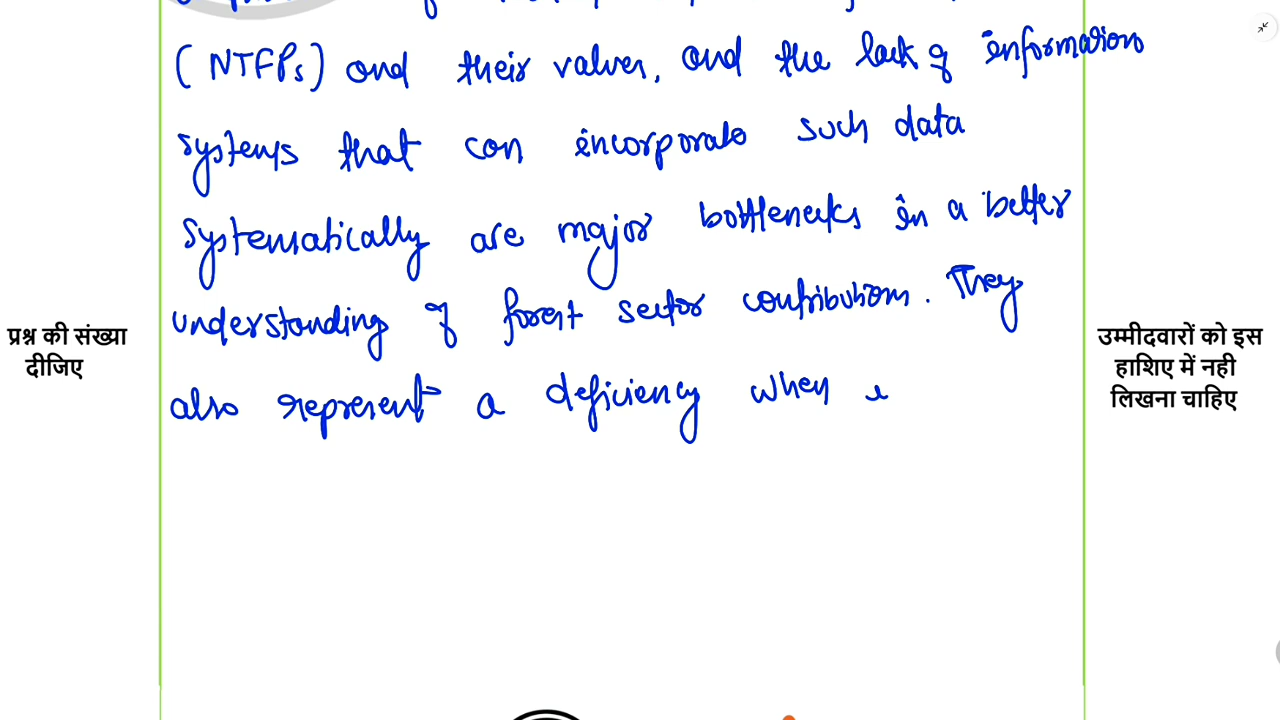 (NTFPs) and their values, and the lack of information
systems that can incorporate such data
systematically are major bottlenecks in a better
understanding of forest sector contributions. They
also represent a deficiency when
प्रश्न की संख्या
दीजिए
उम्मीदवारों को इस
हाशिए में नही
लिखना चाहिए